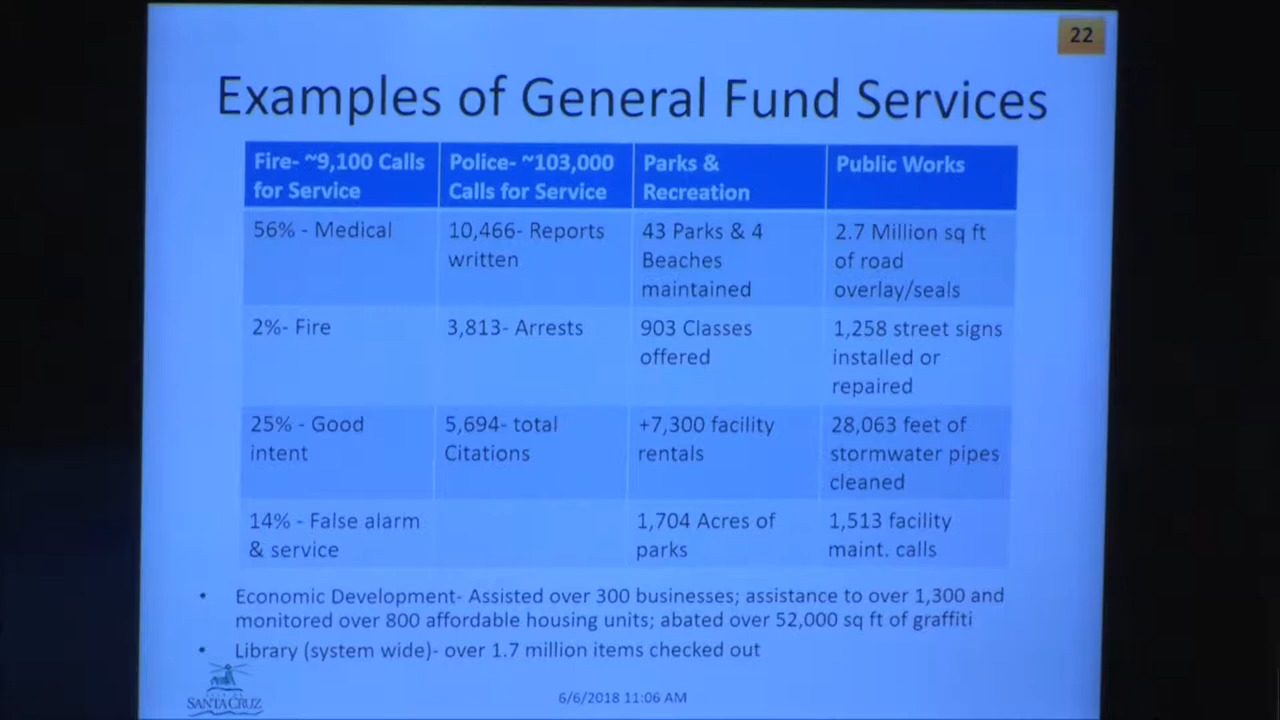 22
Examples of General Fund Services
Fire- ~9,100 Calls
for Service
Police- ~103,000
Calls for Service
Parks &
Recreation
Public Works
56% - Medical
10,466- Reports
written
43 Parks & 4
Beaches
maintained
2.7 Million sq ft
of road
overlay/seals
2%- Fire
3,813- Arrests
903 Classes
offered
1,258 street signs
installed or
repaired
25% - Good
intent
5,694- total
Citations
+7,300 facility
rentals
28,063 feet of
stormwater pipes
cleaned
14% - False alarm
& service
1,704 Acres of
parks
1,513 facility
maint. calls
• Economic Development- Assisted over 300 businesses; assistance to over 1,300 and
monitored over 800 affordable housing units; abated over 52,000 sq ft of graffiti
• Library (system wide)- over 1.7 million items checked out
SANTA CRUZ
6/6/2018 11:06 AM